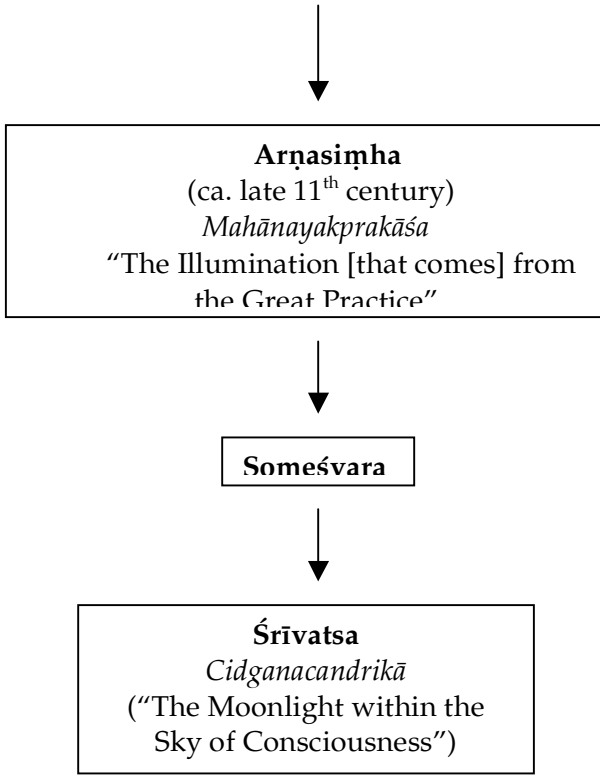 Arṇasiṃha
(ca. late 11th century)
Mahānayakprakāśa
“The Illumination [that comes] from
the Great Practice”
Someśvara
Śrīvatsa
Cidganacandrikā
(“The Moonlight within the
Sky of Consciousness”)